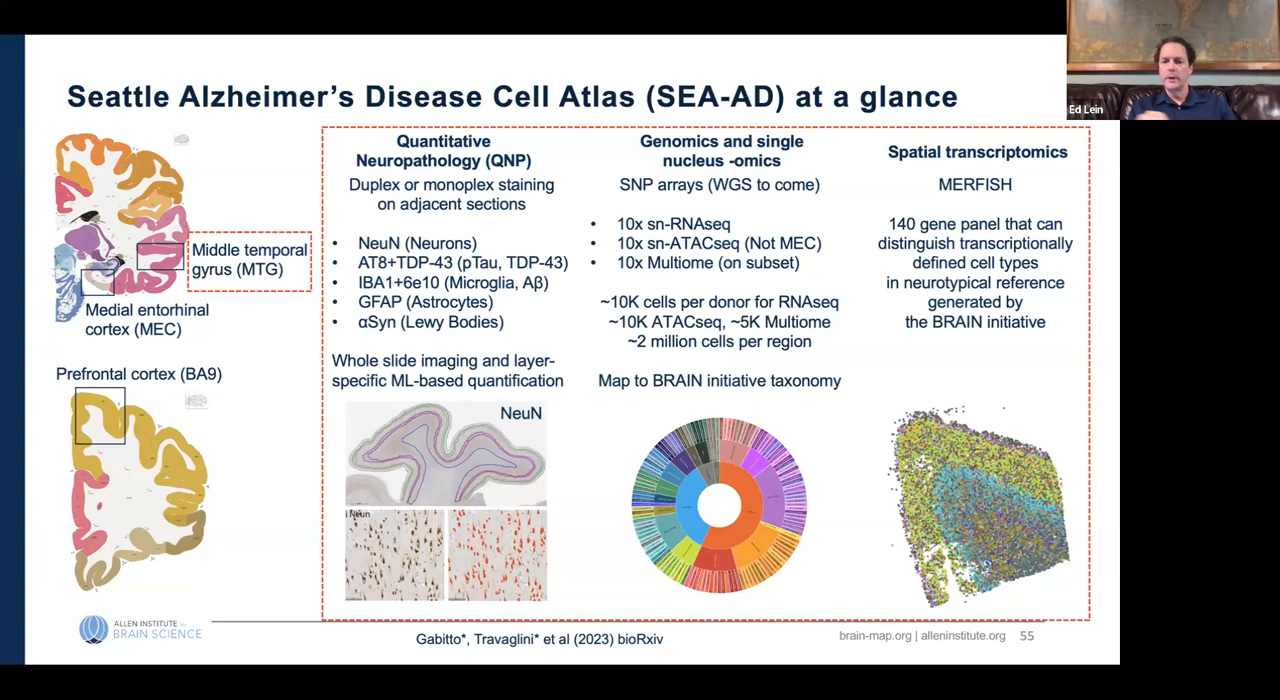 Seattle Alzheimer's Disease Cell Atlas (SEA-AD) at a glance
Ed Lein
Middle temporal
gyrus (MTG)
Medial entorhinal
cortex (MEC)
Prefrontal cortex (BA9)
Quantitative
Neuropathology (QNP)
Duplex or monoplex staining
on adjacent sections
• NeuN (Neurons)
• AT8+TDP-43 (pTau, TDP-43)
• IBA1+6e10 (Microglia, Aβ)
• GFAP (Astrocytes)
• αSyn (Lewy Bodies)
Whole slide imaging and layer-
specific ML-based quantification
NeuN
Neun
Genomics and single
nucleus -omics
SNP arrays (WGS to come)
• 10x sn-RNAseq
• 10x sn-ATACseq (Not MEC)
• 10x Multiome (on subset)
~10K cells per donor for RNAseq
~10K ATACseq, ~5K Multiome
~2 million cells per region
Map to BRAIN initiative taxonomy
Spatial transcriptomics
MERFISH
140 gene panel that can
distinguish transcriptionally
defined cell types
in neurotypical reference
generated by
the BRAIN initiative
ALLEN INSTITUTE for
BRAIN SCIENCE
Gabitto*, Travaglini* et al (2023) bioRxiv
brain-map.org | alleninstitute.org 55